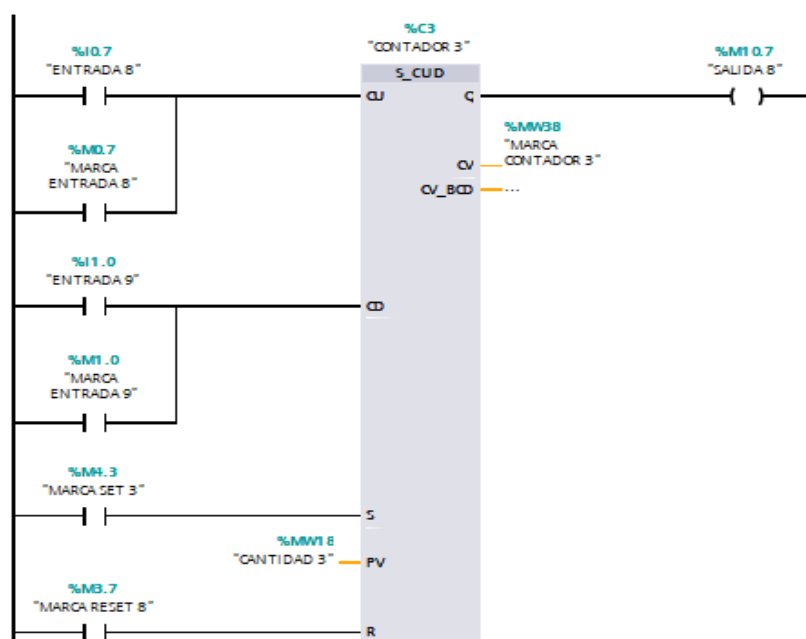 %C3
"CONTADOR 3"
S_CUD
%I0.7
"ENTRADA 8"
CU
Q
%M10.7
"SALIDA 8"
%M0.7
"MARCA
ENTRADA 8"
%MW38
"MARCA
CONTADOR 3"
CV
CV_BCD
...
%I1.0
"ENTRADA 9"
CD
%M1.0
"MARCA
ENTRADA 9"
%M4.3
"MARCA SET 3"
S
%MW18
"CANTIDAD 3"
PV
%M3.7
"MARCA RESET 8"
R